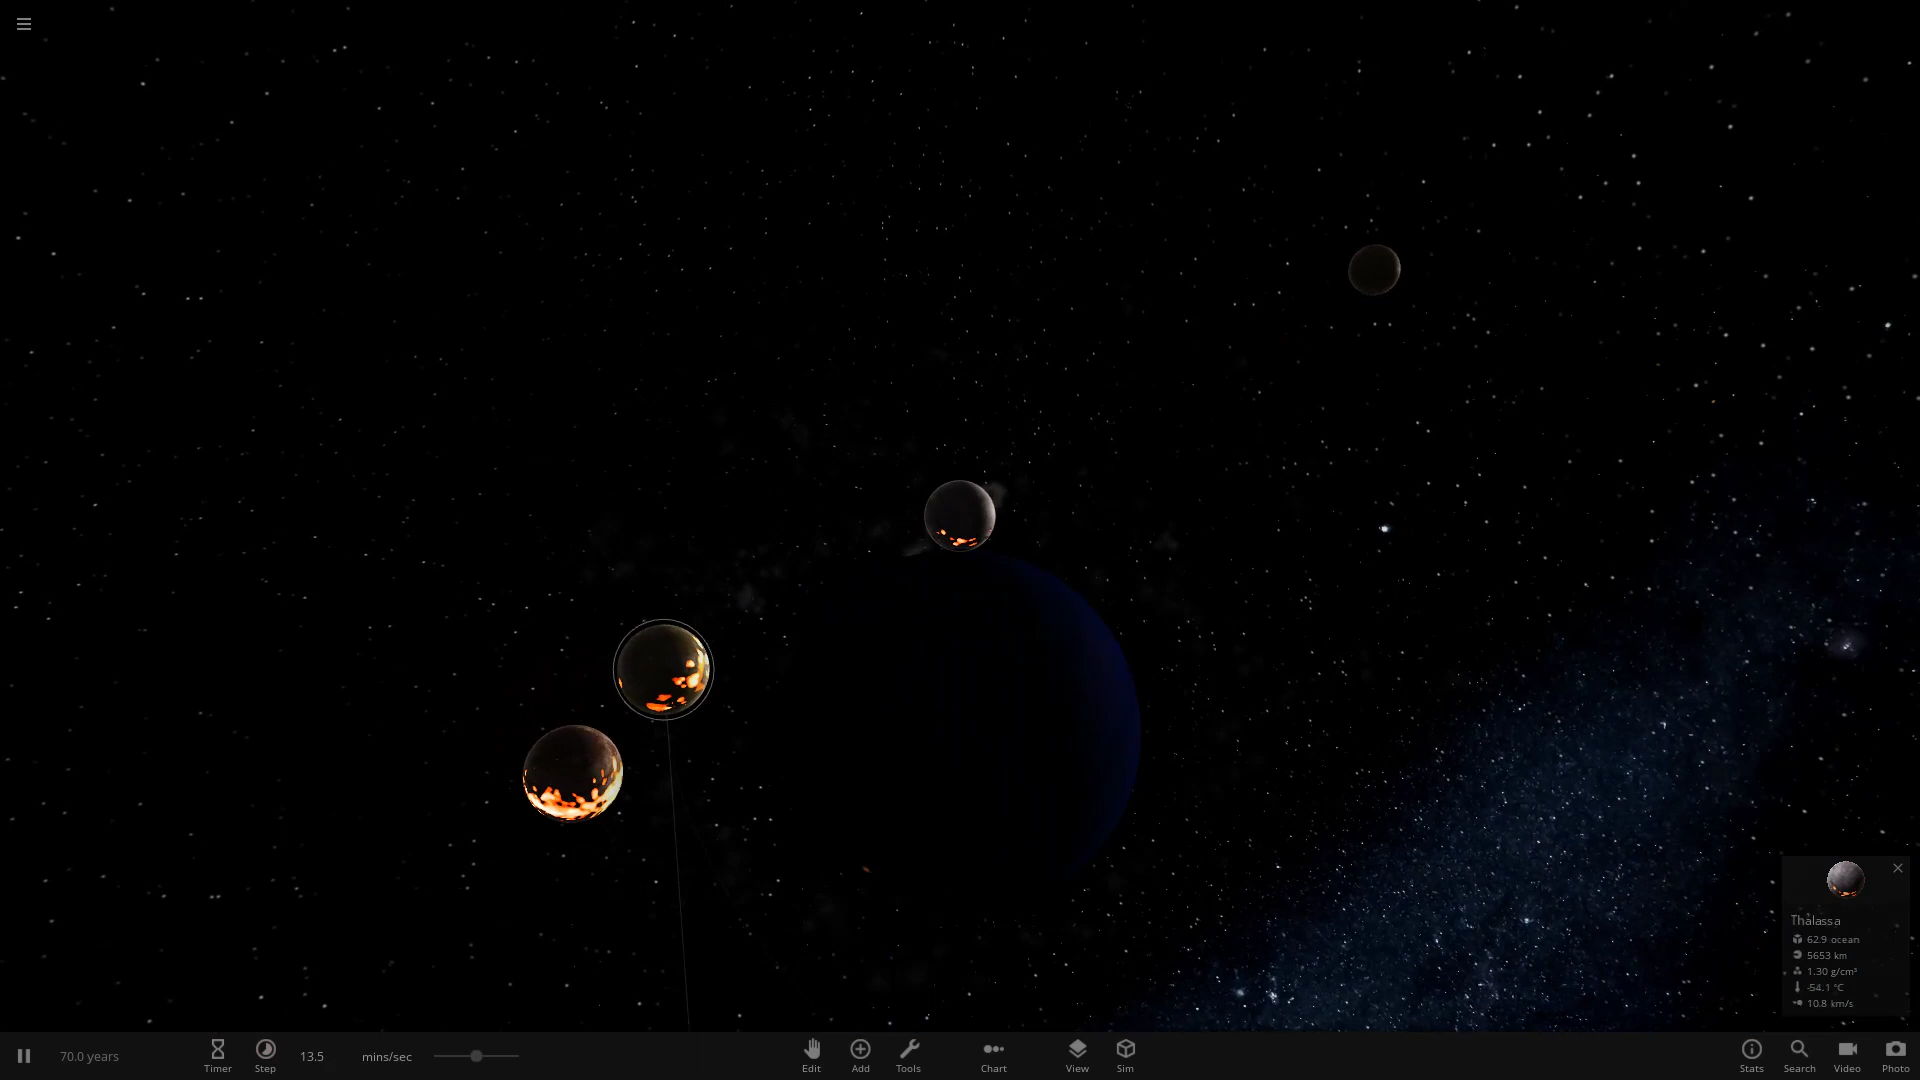 Thalassa
62.9 ocean
5653 km
1.30 g/cm³
-54.1 °C
10.8 km/s
70.0 years
Timer
Step
13.5
mins/sec
Edit
Add
Tools
Chart
View
Sim
Stats
Search
Video
Photo